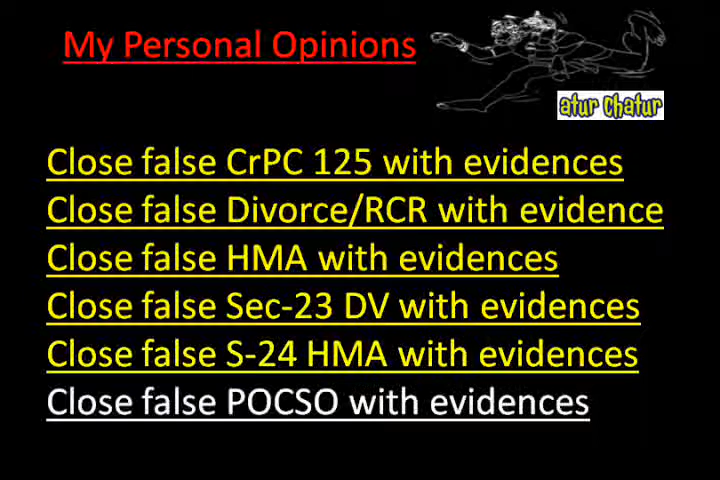 My Personal Opinions
atur Chatur
Close false CrPC 125 with evidences
Close false Divorce/RCR with evidence
Close false HMA with evidences
Close false Sec-23 DV with evidences
Close false S-24 HMA with evidences
Close false POCSO with evidences